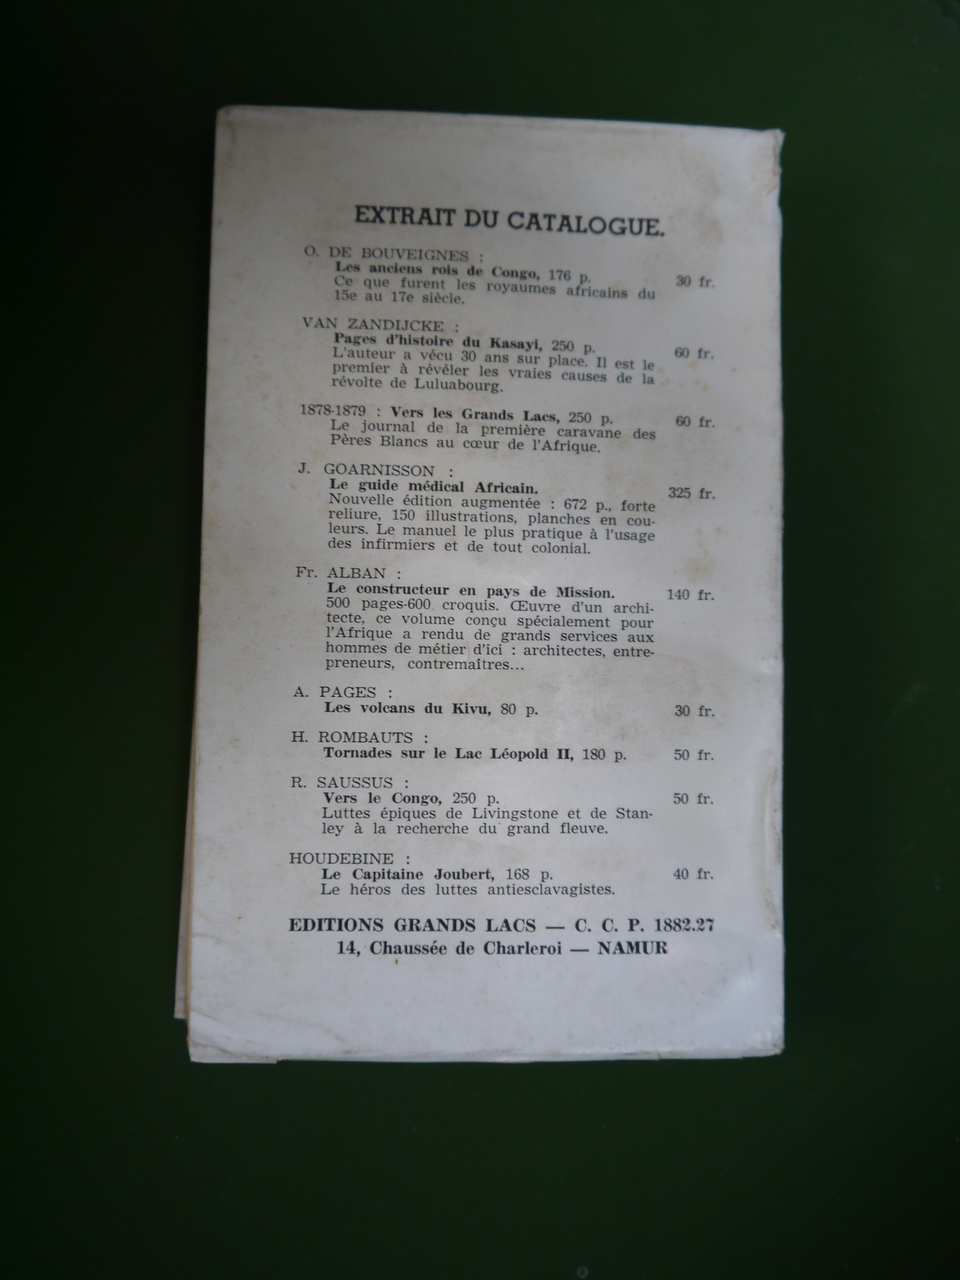 EXTRAIT DU CATALOGUE.
O. DE BOUVEIGNES :
Les anciens rois de Congo, 176 p. 30 fr.
Ce que furent les royaumes africains du
15e au 17e siècle.
VAN ZANDIJCKE :
Pages d'histoire du Kasayi, 250 p. 60 fr.
L'auteur a vécu 30 ans sur place. Il est le
premier à révéler les vraies causes de la
révolte de Luluabourg.
1878-1879 : Vers les Grands Lacs, 250 p. 60 fr.
Le journal de la première caravane des
Pères Blancs au cœur de l'Afrique.
J. GOARNISSON :
Le guide médical Africain. 325 fr.
Nouvelle édition augmentée : 672 p., forte
reliure, 150 illustrations, planches en cou-
leurs. Le manuel le plus pratique à l'usage
des infirmiers et de tout colonial.
Fr. ALBAN :
Le constructeur en pays de Mission. 140 fr.
500 pages-600 croquis. Œuvre d'un archi-
tecte, ce volume conçu spécialement pour
l'Afrique a rendu de grands services aux
hommes de métier d'ici : architectes, entre-
preneurs, contremaîtres...
A. PAGES :
Les volcans du Kivu, 80 p. 30 fr.
H. ROMBAUTS :
Tornades sur le Lac Léopold II, 180 p. 50 fr.
R. SAUSSUS :
Vers le Congo, 250 p. 50 fr.
Luttes épiques de Livingstone et de Stan-
ley à la recherche du grand fleuve.
HOUDEBINE :
Le Capitaine Joubert, 168 p. 40 fr.
Le héros des luttes antiesclavagistes.
EDITIONS GRANDS LACS — C. C. P. 1882.27
14, Chaussée de Charleroi — NAMUR